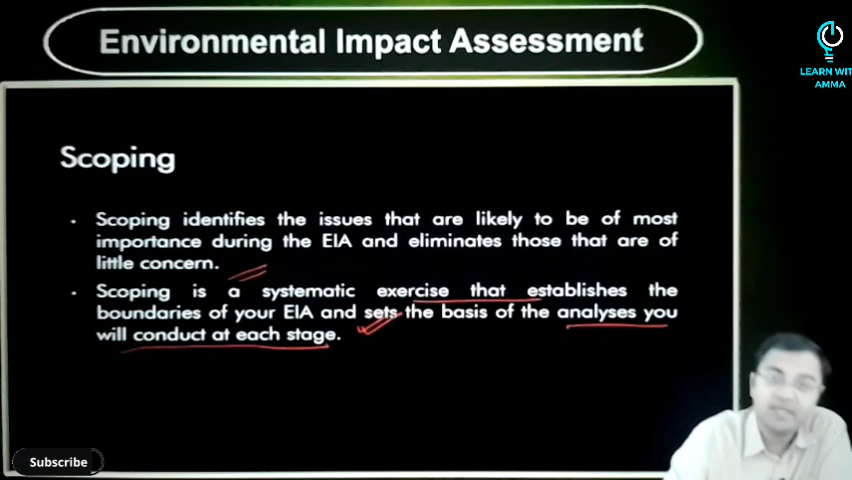 Environmental Impact Assessment
LEARN WIT
AMMA
Scoping
• Scoping identifies the issues that are likely to be of most
importance during the EIA and eliminates those that are of
little concern.
• Scoping is a systematic exercise that establishes the
boundaries of your EIA and sets the basis of the analyses you
will conduct at each stage.
Subscribe